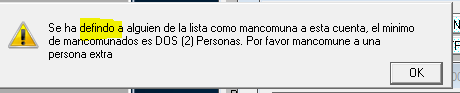 Se ha defindo a alguien de la lista como mancomuna a esta cuenta, el minimo
de mancomunados es DOS (2) Personas. Por favor mancomune a una
persona extra
OK